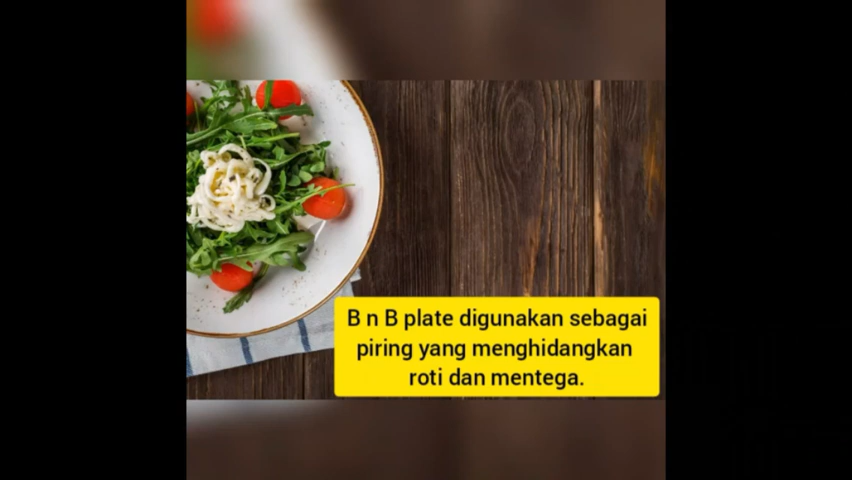 B n B plate digunakan sebagai
piring yang menghidangkan
roti dan mentega.